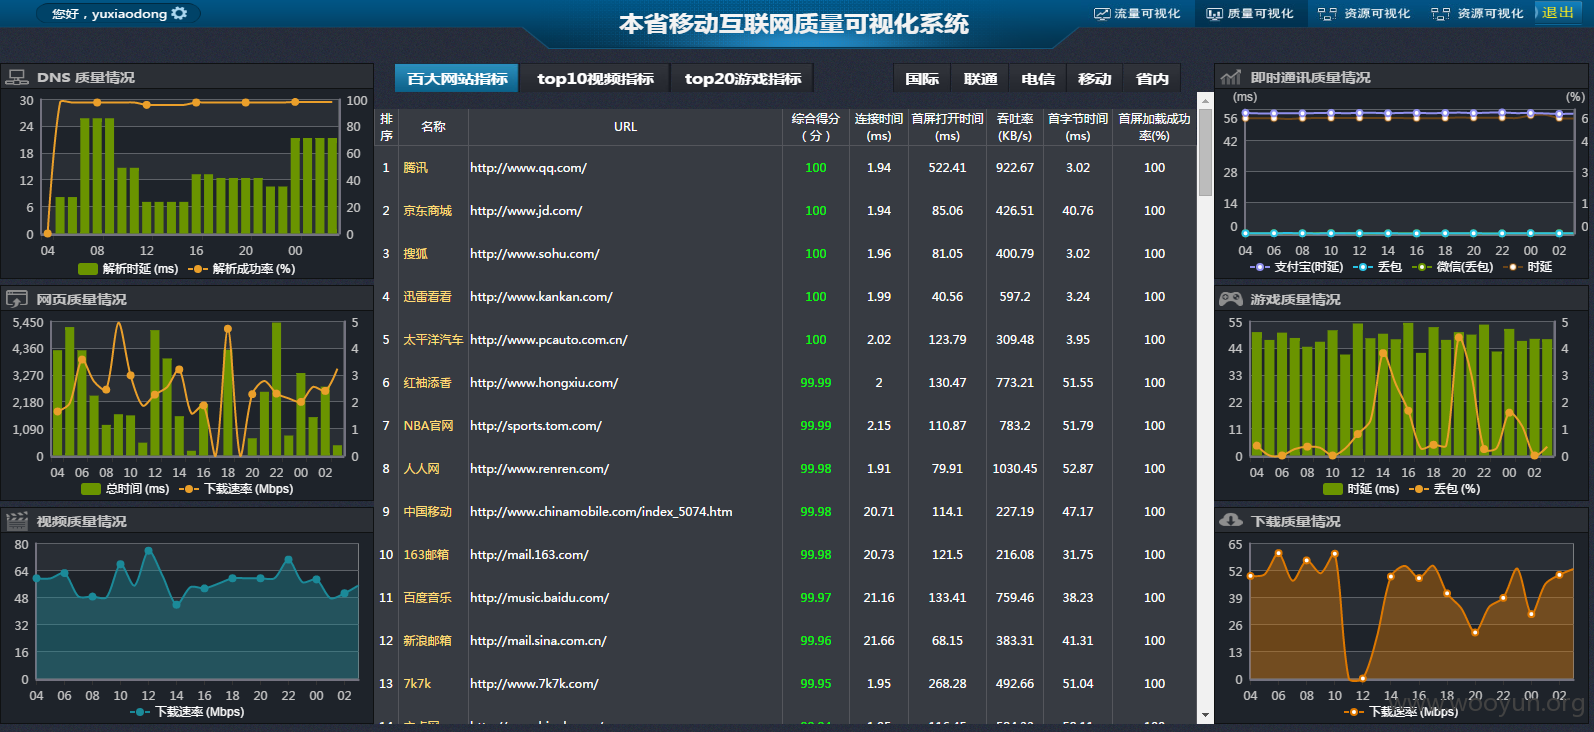 您好，yuxiaodong
本省移动互联网质量可视化系统
流量可视化 质量可视化 资源可视化 资源可视化 退出
DNS 质量情况
30 24 18 12 6 0
100 80 60 40 20 0
04 08 12 16 20 00
解析时延 (ms) 解析成功率 (%)
网页质量情况
5,450 4,360 3,270 2,180 1,090 0
5 4 3 2 1 0
04 06 08 10 12 14 16 18 20 22 00 02
总时间 (ms) 下载速率 (Mbps)
视频质量情况
80 64 48 32 16 0
04 06 08 10 12 14 16 18 20 22 00 02
下载速率 (Mbps)
百大网站指标 top10视频指标 top20游戏指标 国际 联通 电信 移动 省内
排序 名称 URL 综合得分（分） 连接时间(ms) 首屏打开时间(ms) 吞吐率(KB/s) 首字节时间(ms) 首屏加载成功率(%)
1 腾讯 http://www.qq.com/ 100 1.94 522.41 922.67 3.02 100
2 京东商城 http://www.jd.com/ 100 1.94 85.06 426.51 40.76 100
3 搜狐 http://www.sohu.com/ 100 1.96 81.05 400.79 3.02 100
4 迅雷看看 http://www.kankan.com/ 100 1.99 40.56 597.2 3.24 100
5 太平洋汽车 http://www.pcauto.com.cn/ 100 2.02 123.79 309.48 3.95 100
6 红袖添香 http://www.hongxiu.com/ 99.99 2 130.47 773.21 51.55 100
7 NBA官网 http://sports.tom.com/ 99.99 2.15 110.87 783.2 51.79 100
8 人人网 http://www.renren.com/ 99.98 1.91 79.91 1030.45 52.87 100
9 中国移动 http://www.chinamobile.com/index_5074.htm 99.98 20.71 114.1 227.19 47.17 100
10 163邮箱 http://mail.163.com/ 99.98 20.73 121.5 216.08 31.75 100
11 百度音乐 http://music.baidu.com/ 99.97 21.16 133.41 759.46 38.23 100
12 新浪邮箱 http://mail.sina.com.cn/ 99.96 21.66 68.15 383.31 41.31 100
13 7k7k http://www.7k7k.com/ 99.95 1.95 268.28 492.66 51.04 100
即时通讯质量情况
(ms) (%)
56 42 28 14 0
6 4 3 1 0
04 06 08 10 12 14 16 18 20 22 00 02
支付宝(时延) 丢包 微信(丢包) 时延
游戏质量情况
55 44 33 22 11 0
5 4 3 2 1 0
04 06 08 10 12 14 16 18 20 22 00 02
时延 (ms) 丢包 (%)
下载质量情况
65 52 39 26 13 0
04 06 08 10 12 14 16 18 20 22 00 02
下载速率 (Mbps)
www.wooyun.org